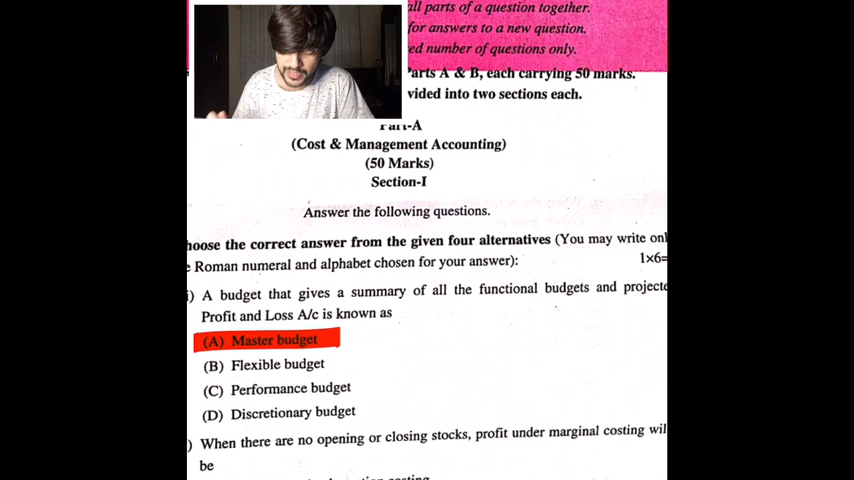 all parts of a question together.
for answers to a new question.
ed number of questions only.
arts A & B, each carrying 50 marks.
vided into two sections each.
Part-A
(Cost & Management Accounting)
(50 Marks)
Section-I
Answer the following questions.
hoose the correct answer from the given four alternatives (You may write onl
e Roman numeral and alphabet chosen for your answer): 1×6=
i) A budget that gives a summary of all the functional budgets and projecte
Profit and Loss A/c is known as
(A) Master budget
(B) Flexible budget
(C) Performance budget
(D) Discretionary budget
) When there are no opening or closing stocks, profit under marginal costing wil
be
costing